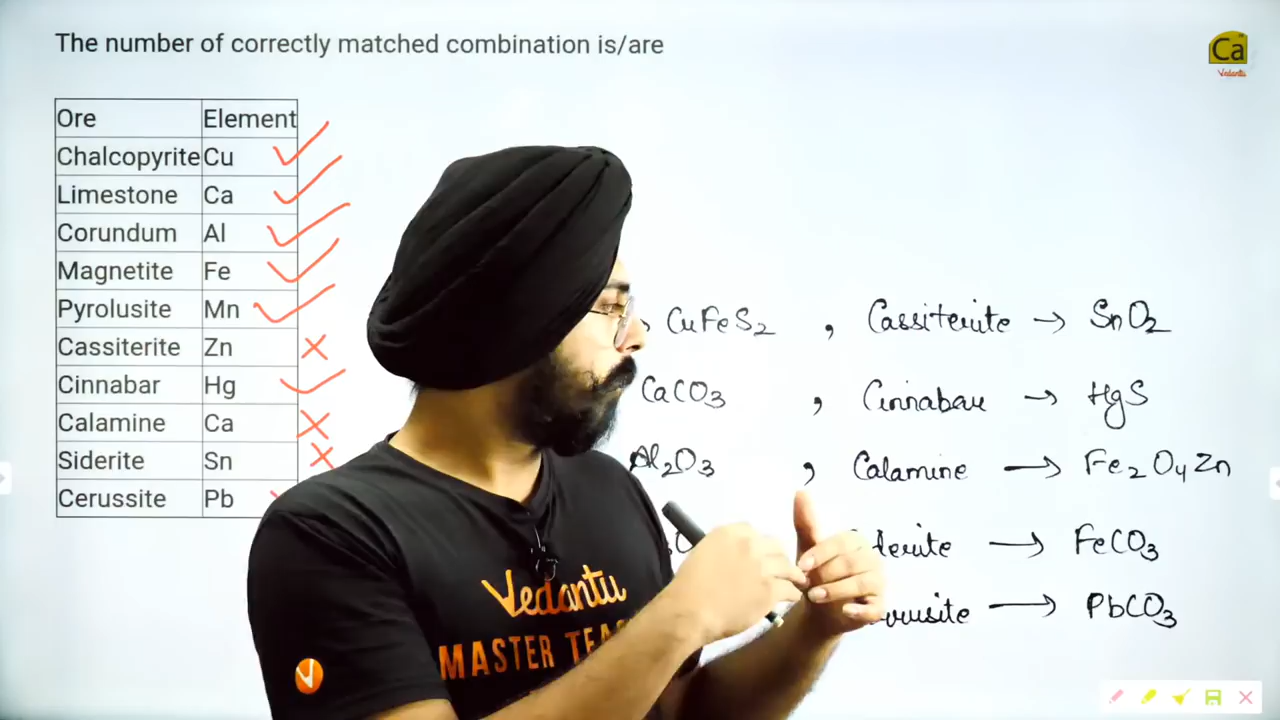 The number of correctly matched combination is/are
Ca
Vedantu
Ore Element
Chalcopyrite Cu
Limestone Ca
Corundum Al
Magnetite Fe
Pyrolusite Mn
Cassiterite Zn
Cinnabar Hg
Calamine Ca
Siderite Sn
Cerussite Pb
CuFeS2 , Cassiterite → SnO2
CaCO3 , Cinnabar → HgS
Al2O3 , Calamine → Fe2O4Zn
→ FeCO3
→ PbCO3
Vedantu
MASTER
V